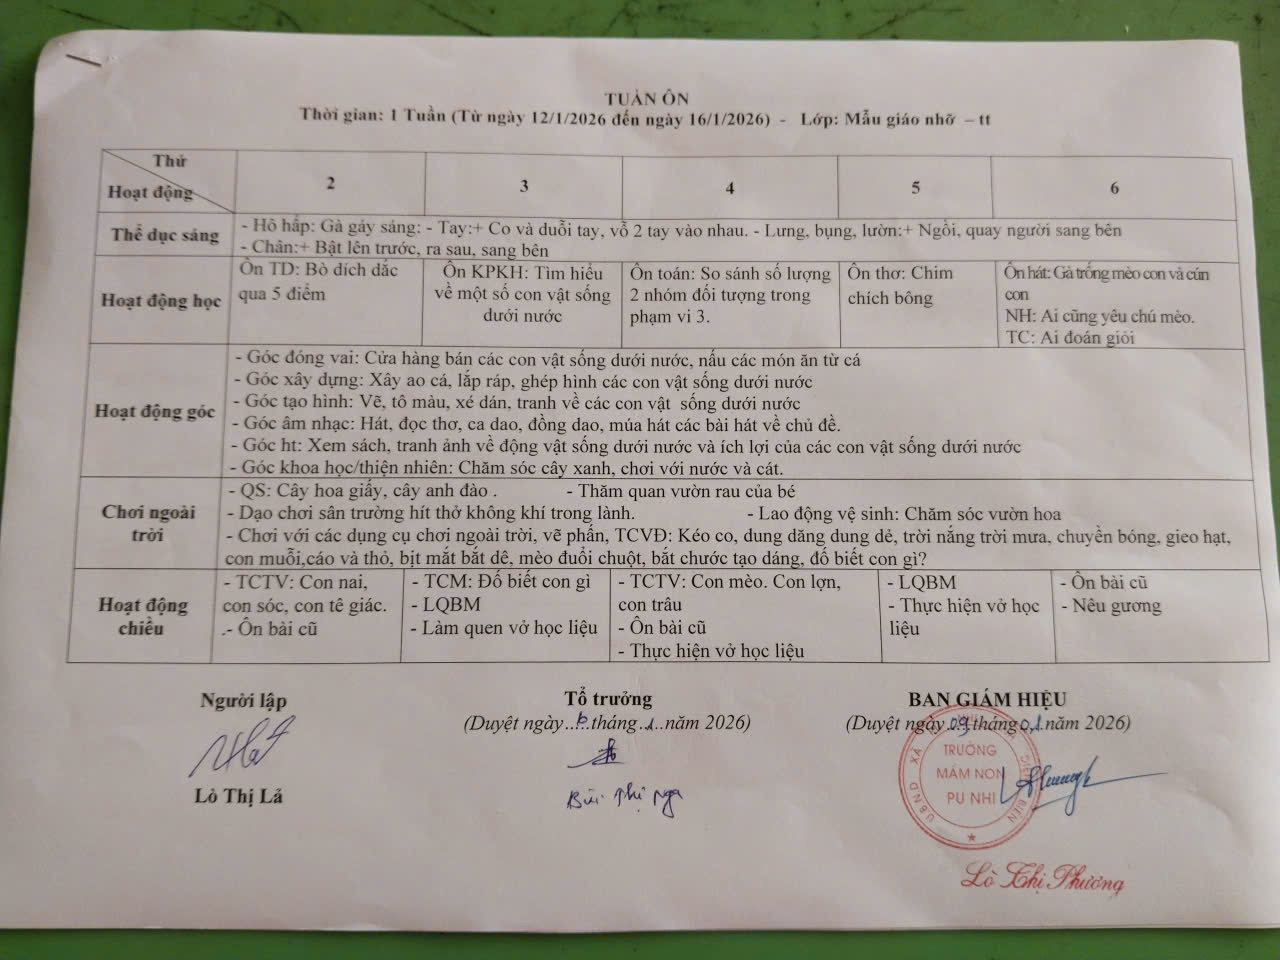 TUẦN ÔN
Thời gian: 1 Tuần (Từ ngày 12/1/2026 đến ngày 16/1/2026) - Lớp: Mẫu giáo nhỡ – tt
Thứ
Hoạt động
2
3
4
5
6
Thể dục sáng
- Hô hấp: Gà gáy sáng: - Tay:+ Co và duỗi tay, vỗ 2 tay vào nhau. - Lưng, bụng, lườn:+ Ngồi, quay người sang bên
- Chân:+ Bật lên trước, ra sau, sang bên
Hoạt động học
Ôn TD: Bò dích dắc
qua 5 điểm
Ôn KPKH: Tìm hiểu
về một số con vật sống
dưới nước
Ôn toán: So sánh số lượng
2 nhóm đối tượng trong
phạm vi 3.
Ôn thơ: Chim
chích bông
Ôn hát: Gà trống mèo con và cún
con
NH: Ai cũng yêu chú mèo.
TC: Ai đoán giỏi
Hoạt động góc
- Góc đóng vai: Cửa hàng bán các con vật sống dưới nước, nấu các món ăn từ cá
- Góc xây dựng: Xây ao cá, lắp ráp, ghép hình các con vật sống dưới nước
- Góc tạo hình: Vẽ, tô màu, xé dán, tranh về các con vật sống dưới nước
- Góc âm nhạc: Hát, đọc thơ, ca dao, đồng dao, múa hát các bài hát về chủ đề.
- Góc ht: Xem sách, tranh ảnh về động vật sống dưới nước và ích lợi của các con vật sống dưới nước
- Góc khoa học/thiện nhiên: Chăm sóc cây xanh, chơi với nước và cát.
Chơi ngoài
trời
- QS: Cây hoa giấy, cây anh đào . - Thăm quan vườn rau của bé
- Dạo chơi sân trường hít thở không khí trong lành. - Lao động vệ sinh: Chăm sóc vườn hoa
- Chơi với các dụng cụ chơi ngoài trời, vẽ phấn, TCVĐ: Kéo co, dung dăng dung dẻ, trời nắng trời mưa, chuyền bóng, gieo hạt,
con muỗi,cáo và thỏ, bịt mắt bắt dê, mèo đuổi chuột, bắt chước tạo dáng, đố biết con gì?
Hoạt động
chiều
- TCTV: Con nai,
con sóc, con tê giác.
.- Ôn bài cũ
- TCM: Đố biết con gì
- LQBM
- Làm quen vở học liệu
- TCTV: Con mèo. Con lợn,
con trâu
- Ôn bài cũ
- Thực hiện vở học liệu
- LQBM
- Thực hiện vở học
liệu
- Ôn bài cũ
- Nêu gương
Người lập
Lò Thị Lả
Tổ trưởng
(Duyệt ngày... tháng .1..năm 2026)
Bùi Thị Nga
BAN GIÁM HIỆU
(Duyệt ngày .09.tháng 01.năm 2026)
TRƯỜNG
MẦM NON
PU NHI
U.B.N.D XÃ
ĐIỆN BIÊN
Lò Thị Phương